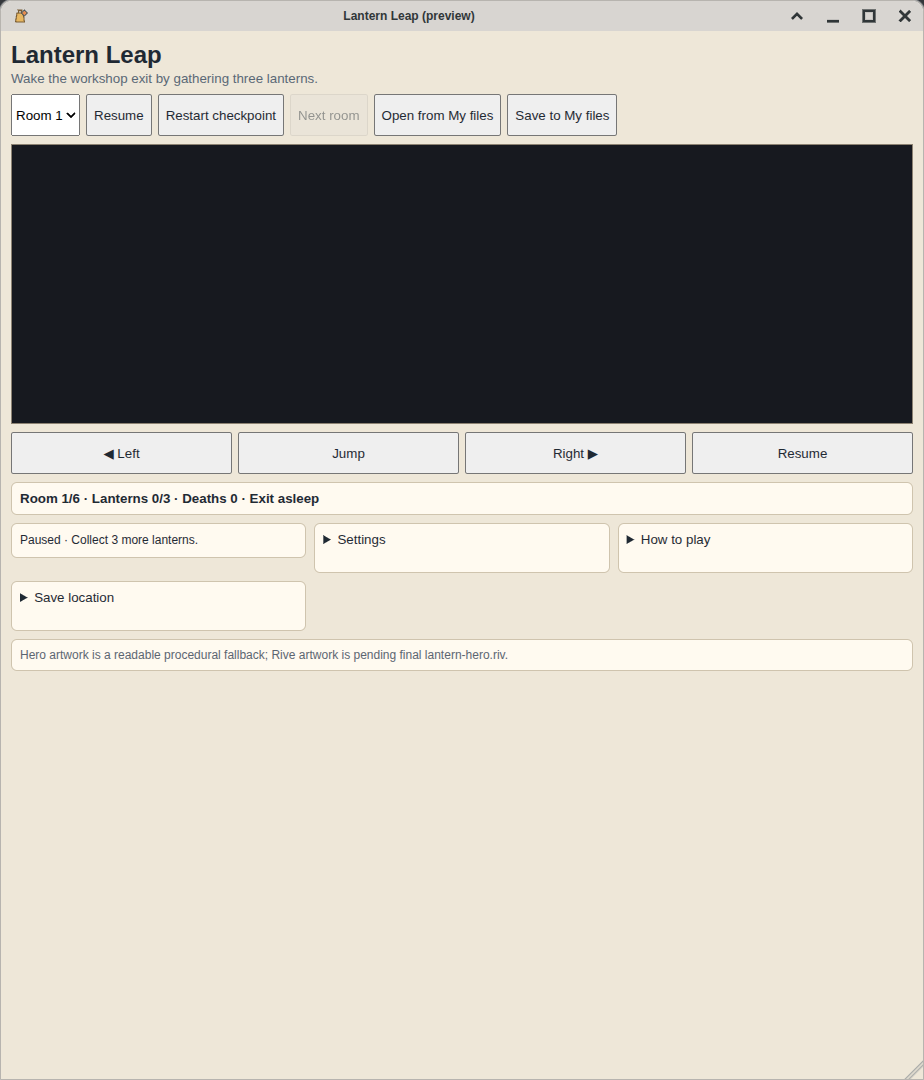 Lantern Leap (preview)
Lantern Leap
Wake the workshop exit by gathering three lanterns.
Room 1 Resume Restart checkpoint Next room Open from My files Save to My files
◀ Left Jump Right ▶ Resume
Room 1/6 · Lanterns 0/3 · Deaths 0 · Exit asleep
Paused · Collect 3 more lanterns. ▶ Settings ▶ How to play
▶ Save location
Hero artwork is a readable procedural fallback; Rive artwork is pending final lantern-hero.riv.